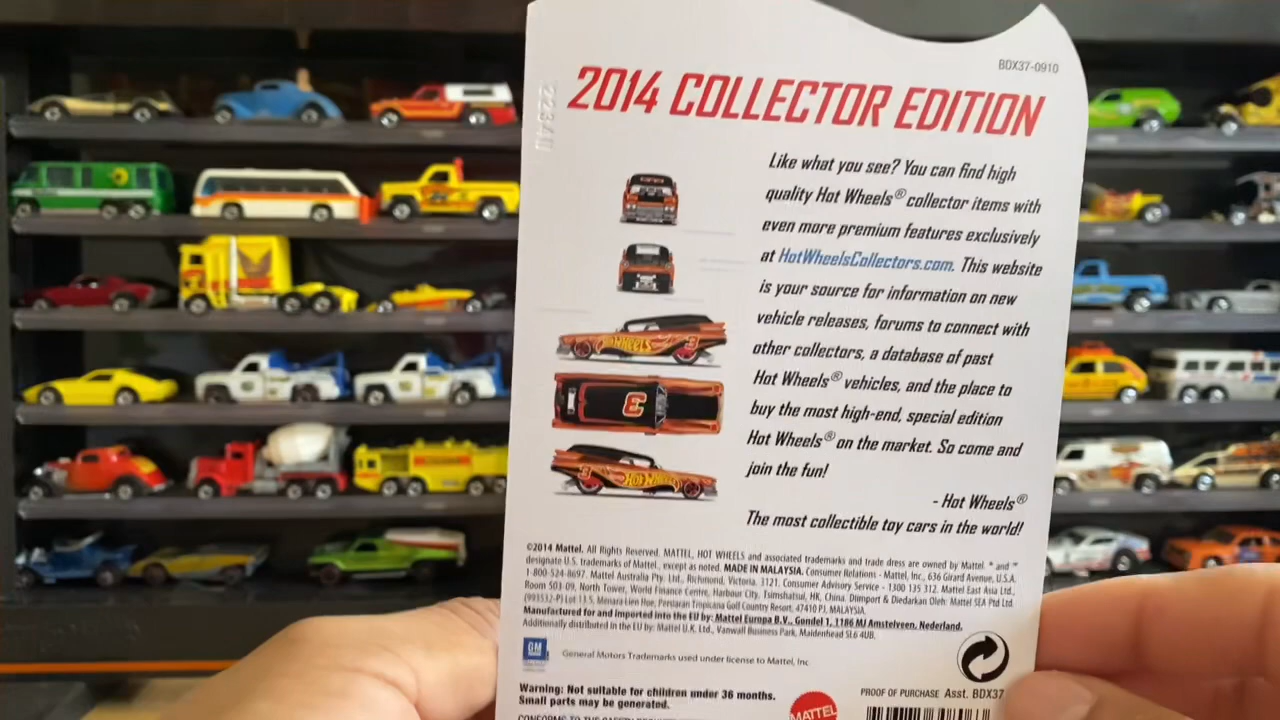 BDX37-0910
2014 COLLECTOR EDITION
Like what you see? You can find high
quality Hot Wheels® collector items with
even more premium features exclusively
at HotWheelsCollectors.com. This website
is your source for information on new
vehicle releases, forums to connect with
other collectors, a database of past
Hot Wheels® vehicles, and the place to
buy the most high-end, special edition
Hot Wheels® on the market. So come and
join the fun!
- Hot Wheels®
The most collectible toy cars in the world!
3
HOT WHEELS
©2014 Mattel. All Rights Reserved. MATTEL, HOT WHEELS and associated trademarks and trade dress are owned by Mattel. ® and ™
designate U.S. trademarks of Mattel, except as noted. MADE IN MALAYSIA. Consumer Relations - Mattel, Inc., 636 Girard Avenue, U.S.A.
1-800-524-8697. Mattel Australia Pty. Ltd., Richmond, Victoria. 3121. Consumer Advisory Service - 1300 135 312. Mattel East Asia Ltd.,
Room 503-09, North Tower, World Finance Centre, Harbour City, Tsimshatsui, HK, China. Diimport & Diedarkan Oleh: Mattel SEA Ptd Ltd.
(993532-P) Lot 13.5, Menara Lien Hoe, Persiaran Tropicana Golf Country Resort, 47410 PJ. MALAYSIA.
Manufactured for and imported into the EU by: Mattel Europa B.V., Gondel 1, 1186 MJ Amstelveen, Nederland.
Additionally distributed in the EU by: Mattel U.K. Ltd., Vanwall Business Park, Maidenhead SL6 4UB.
GM
General Motors Trademarks used under license to Mattel, Inc
Warning: Not suitable for children under 36 months.
Small parts may be generated.
MATTEL
PROOF OF PURCHASE Asst. BDX37